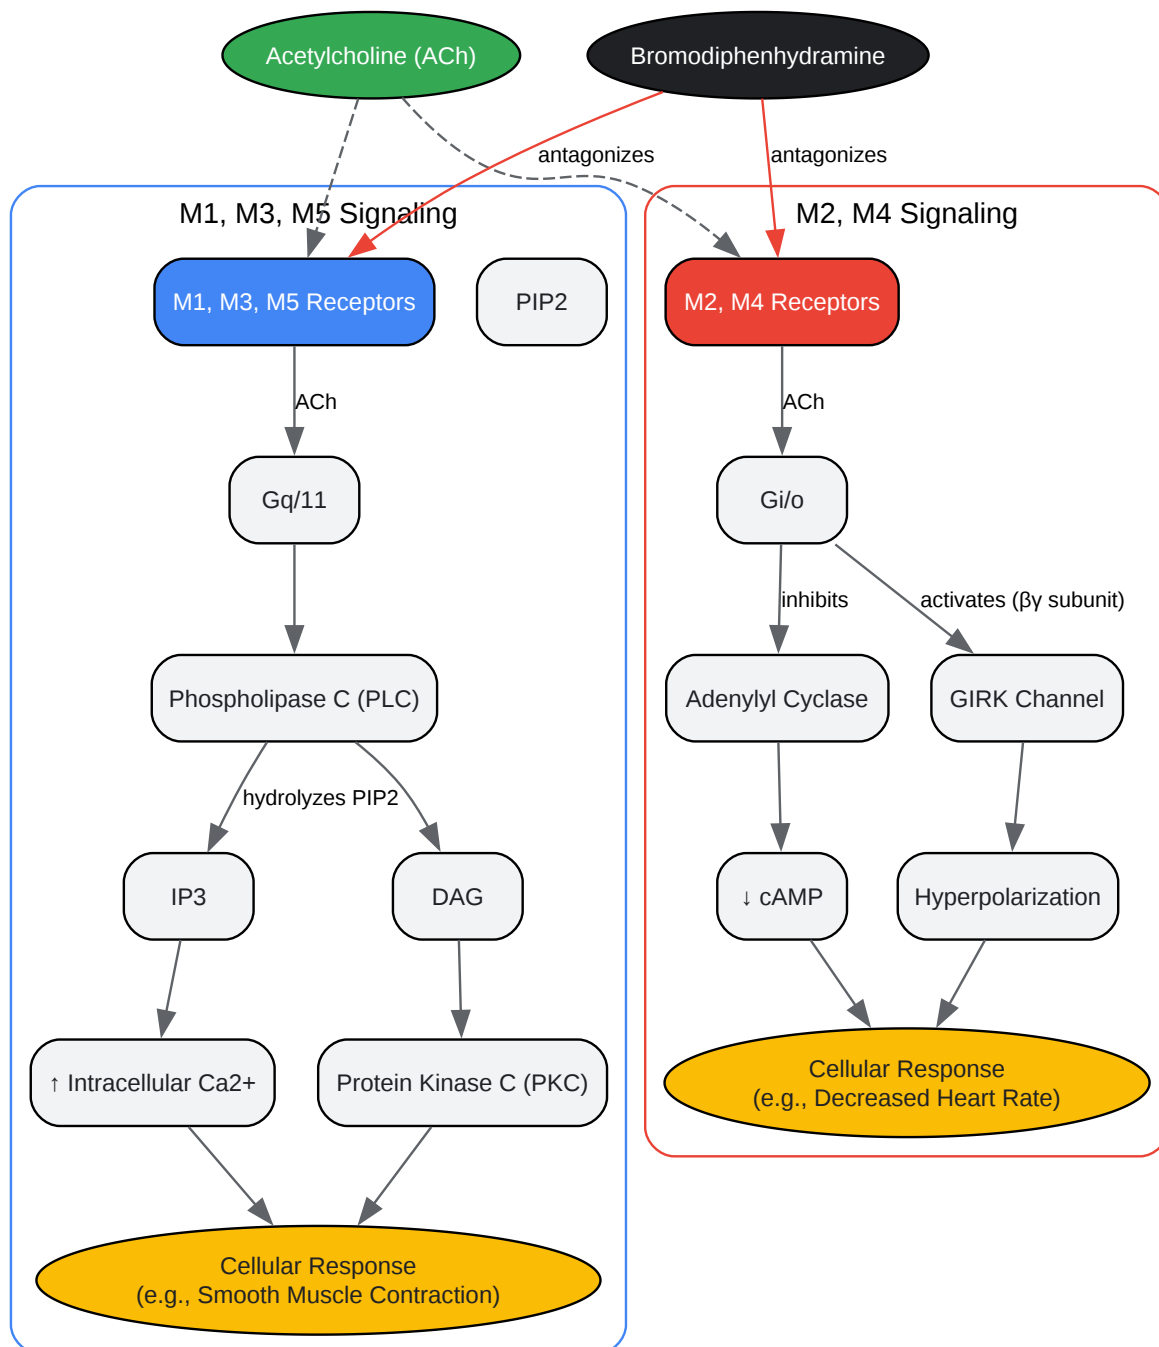 Acetylcholine (ACh)
Bromodiphenhydramine
antagonizes
antagonizes
M1, M3, M5 Signaling
M2, M4 Signaling
M1, M3, M5 Receptors
PIP2
M2, M4 Receptors
ACh
ACh
Gq/11
Gi/o
inhibits
activates (βγ subunit)
Phospholipase C (PLC)
Adenylyl Cyclase
GIRK Channel
hydrolyzes PIP2
IP3
DAG
↓ cAMP
Hyperpolarization
↑ Intracellular Ca2+
Protein Kinase C (PKC)
Cellular Response
(e.g., Decreased Heart Rate)
Cellular Response
(e.g., Smooth Muscle Contraction)